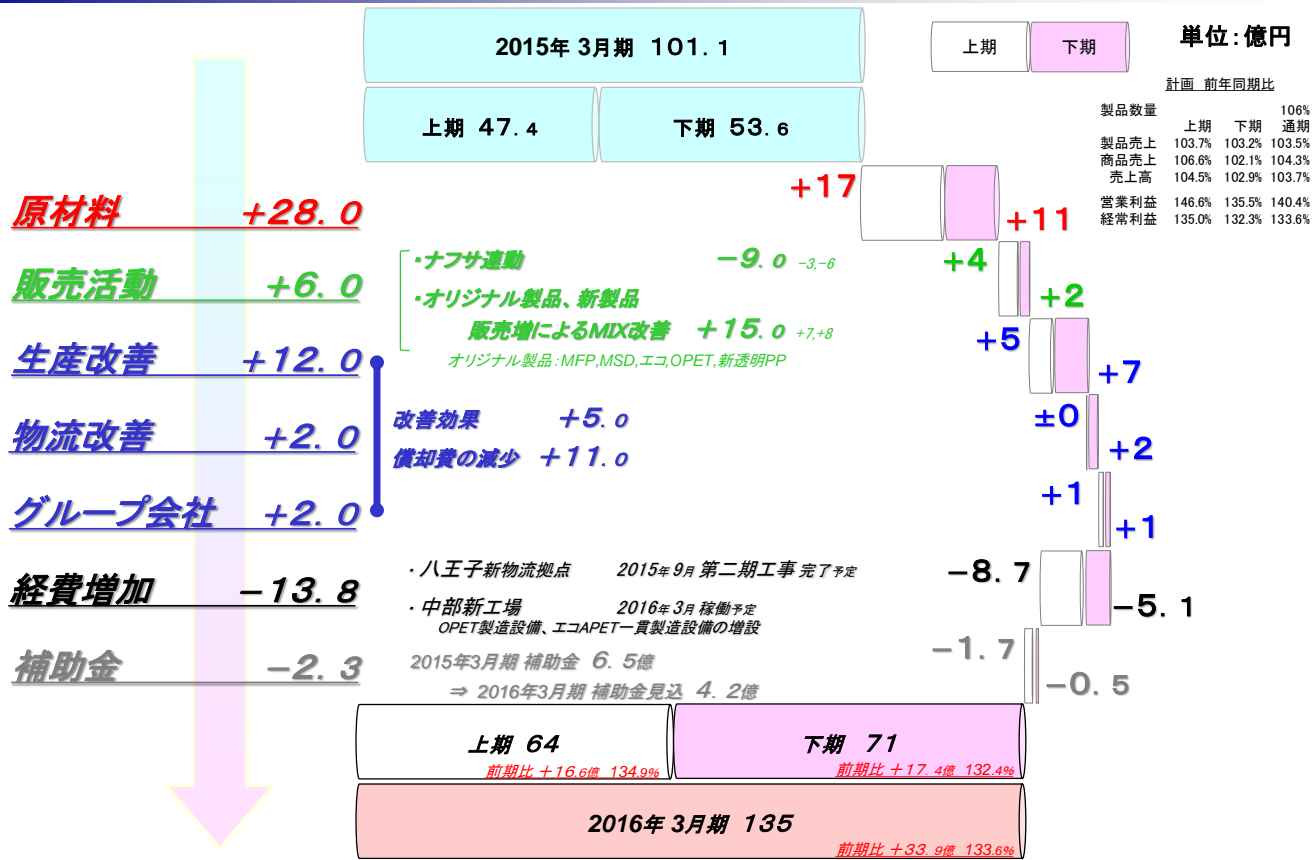 2015年 3月期 101.1
上期 下期
単位：億円
上期 47.4
下期 53.6
計画 前年同期比
製品数量 106%
上期 下期 通期
製品売上 103.7% 103.2% 103.5%
商品売上 106.6% 102.1% 104.3%
売上高 104.5% 102.9% 103.7%
営業利益 146.6% 135.5% 140.4%
経常利益 135.0% 132.3% 133.6%
原材料 +28.0
+17
+11
販売活動 +6.0
・ナフサ連動 －9.0 -3,-6
・オリジナル製品、新製品
販売増によるMIX改善 +15.0 +7,+8
オリジナル製品：MFP,MSD,エコ,OPET,新透明PP
+4
+2
生産改善 +12.0
+5
+7
物流改善 +2.0
改善効果 +5.0
償却費の減少 +11.0
±0
+2
グループ会社 +2.0
+1
+1
経費増加 －13.8
・八王子新物流拠点 2015年9月 第二期工事 完了予定
・中部新工場 2016年3月 稼働予定
OPET製造設備、エコAPET一貫製造設備の増設
－8.7
－5.1
補助金 －2.3
2015年3月期 補助金 6.5億
⇒ 2016年3月期 補助金見込 4.2億
－1.7
－0.5
上期 64
前期比 +16.6億 134.9%
下期 71
前期比 +17.4億 132.4%
2016年 3月期 135
前期比 +33.9億 133.6%